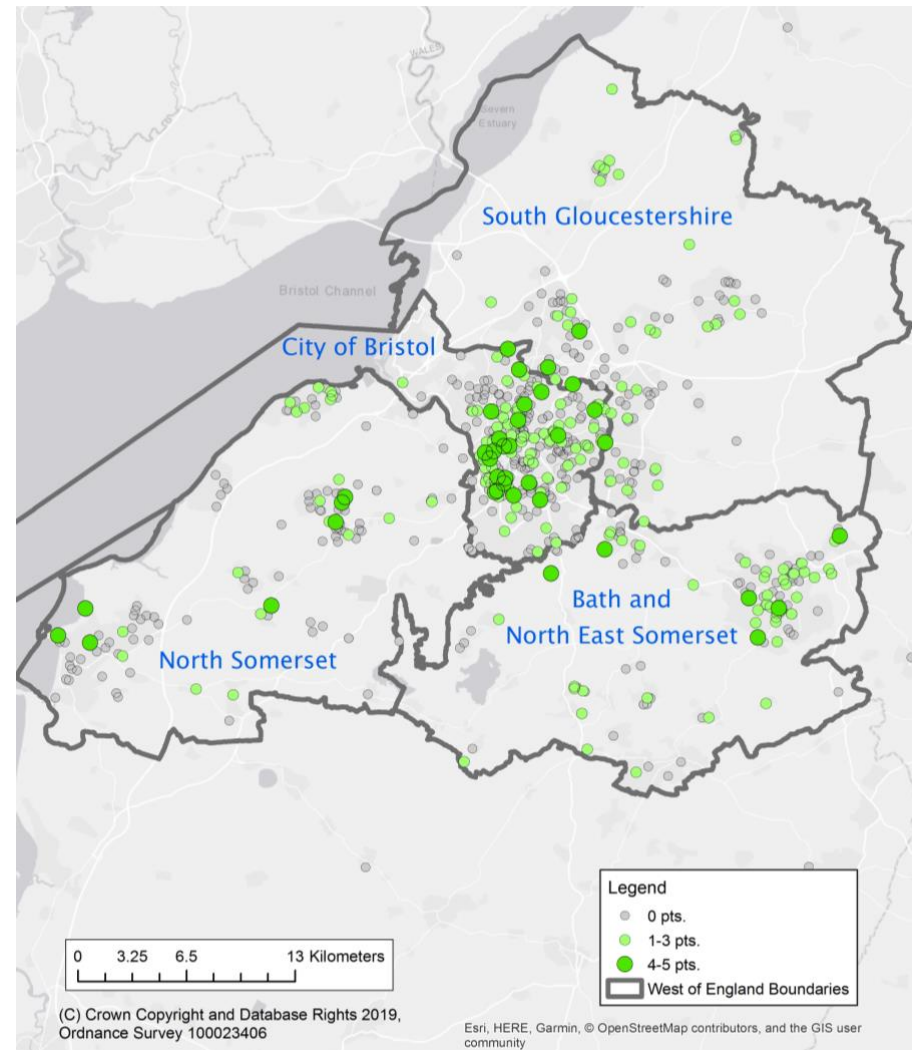 WALES
Severn
Estuary
South Gloucestershire
Bristol Channel
City of Bristol
Bath and
North East Somerset
North Somerset
Legend
0 pts.
1-3 pts.
4-5 pts.
West of England Boundaries
0 3.25 6.5 13 Kilometers
(C) Crown Copyright and Database Rights 2019,
Ordnance Survey 100023406
Esri, HERE, Garmin, © OpenStreetMap contributors, and the GIS user
community